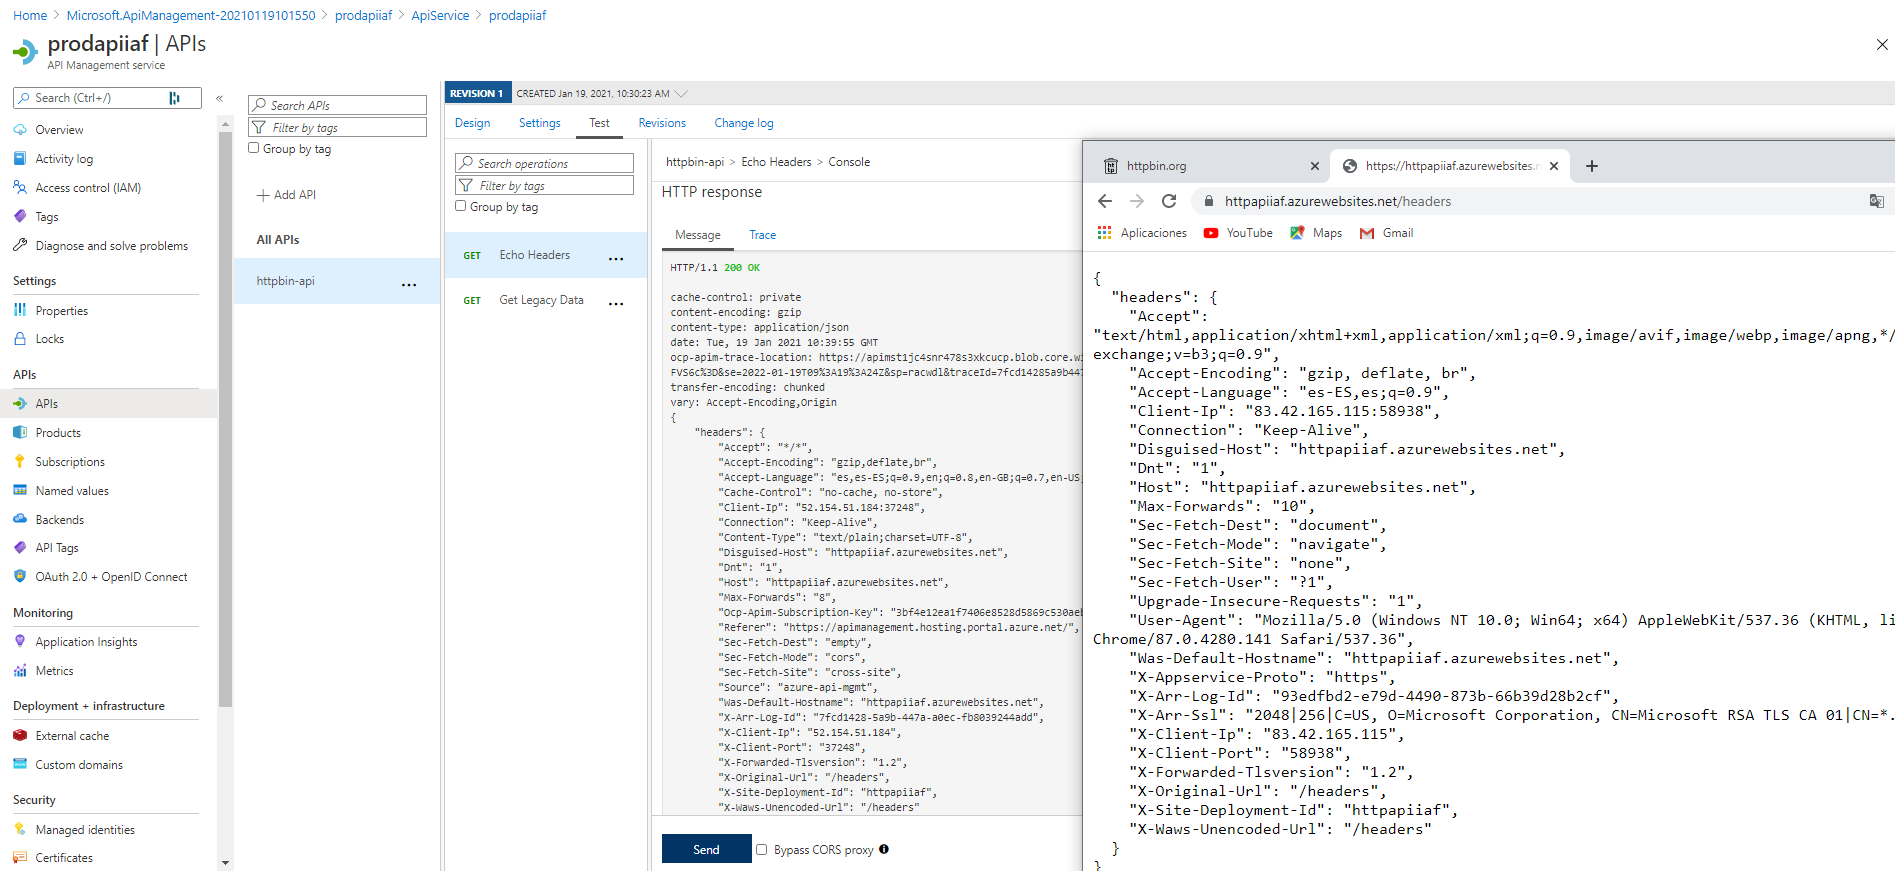 Home > Microsoft.ApiManagement-20210119101550 > prodapiiaf > ApiService > prodapiiaf
prodapiiaf | APIs
API Management service
Search (Ctrl+/)
«
Overview
Activity log
Access control (IAM)
Tags
Diagnose and solve problems
Settings
Properties
Locks
APIs
APIs
Products
Subscriptions
Named values
Backends
API Tags
OAuth 2.0 + OpenID Connect
Monitoring
Application Insights
Metrics
Deployment + infrastructure
External cache
Custom domains
Security
Managed identities
Certificates
Search APIs
Filter by tags
Group by tag
+ Add API
All APIs
httpbin-api ...
REVISION 1 CREATED Jan 19, 2021, 10:30:23 AM
Design Settings Test Revisions Change log
Search operations
Filter by tags
Group by tag
GET Echo Headers ...
GET Get Legacy Data ...
httpbin-api > Echo Headers > Console
HTTP response
Message Trace
HTTP/1.1 200 OK
cache-control: private
content-encoding: gzip
content-type: application/json
date: Tue, 19 Jan 2021 10:39:55 GMT
ocp-apim-trace-location: https://apimst1jc4snr478s3xkcucp.blob.core.wi
FVS6c%3D&se=2022-01-19T09%3A19%3A24Z&sp=racwdl&traceId=7fcd14285a9b447
transfer-encoding: chunked
vary: Accept-Encoding,Origin
{
"headers": {
"Accept": "*/*",
"Accept-Encoding": "gzip,deflate,br",
"Accept-Language": "es,es-ES;q=0.9,en;q=0.8,en-GB;q=0.7,en-US;
"Cache-Control": "no-cache, no-store",
"Client-Ip": "52.154.51.184:37248",
"Connection": "Keep-Alive",
"Content-Type": "text/plain;charset=UTF-8",
"Disguised-Host": "httpapiiaf.azurewebsites.net",
"Dnt": "1",
"Host": "httpapiiaf.azurewebsites.net",
"Max-Forwards": "8",
"Ocp-Apim-Subscription-Key": "3bf4e12ea1f7406e8528d5869c530aeb
"Referer": "https://apimanagement.hosting.portal.azure.net/",
"Sec-Fetch-Dest": "empty",
"Sec-Fetch-Mode": "cors",
"Sec-Fetch-Site": "cross-site",
"Source": "azure-api-mgmt",
"Was-Default-Hostname": "httpapiiaf.azurewebsites.net",
"X-Arr-Log-Id": "7fcd1428-5a9b-447a-a0ec-fb8039244add",
"X-Client-Ip": "52.154.51.184",
"X-Client-Port": "37248",
"X-Forwarded-Tlsversion": "1.2",
"X-Original-Url": "/headers",
"X-Site-Deployment-Id": "httpapiiaf",
"X-Waws-Unencoded-Url": "/headers"
Send Bypass CORS proxy
httpbin.org https://httpapiiaf.azurewebsites.n
httpapiiaf.azurewebsites.net/headers
Aplicaciones YouTube Maps Gmail
{
"headers": {
"Accept":
"text/html,application/xhtml+xml,application/xml;q=0.9,image/avif,image/webp,image/apng,*/
exchange;v=b3;q=0.9",
"Accept-Encoding": "gzip, deflate, br",
"Accept-Language": "es-ES,es;q=0.9",
"Client-Ip": "83.42.165.115:58938",
"Connection": "Keep-Alive",
"Disguised-Host": "httpapiiaf.azurewebsites.net",
"Dnt": "1",
"Host": "httpapiiaf.azurewebsites.net",
"Max-Forwards": "10",
"Sec-Fetch-Dest": "document",
"Sec-Fetch-Mode": "navigate",
"Sec-Fetch-Site": "none",
"Sec-Fetch-User": "?1",
"Upgrade-Insecure-Requests": "1",
"User-Agent": "Mozilla/5.0 (Windows NT 10.0; Win64; x64) AppleWebKit/537.36 (KHTML, li
Chrome/87.0.4280.141 Safari/537.36",
"Was-Default-Hostname": "httpapiiaf.azurewebsites.net",
"X-Appservice-Proto": "https",
"X-Arr-Log-Id": "93edfbd2-e79d-4490-873b-66b39d28b2cf",
"X-Arr-Ssl": "2048|256|C=US, O=Microsoft Corporation, CN=Microsoft RSA TLS CA 01|CN=*.
"X-Client-Ip": "83.42.165.115",
"X-Client-Port": "58938",
"X-Forwarded-Tlsversion": "1.2",
"X-Original-Url": "/headers",
"X-Site-Deployment-Id": "httpapiiaf",
"X-Waws-Unencoded-Url": "/headers"
}
}